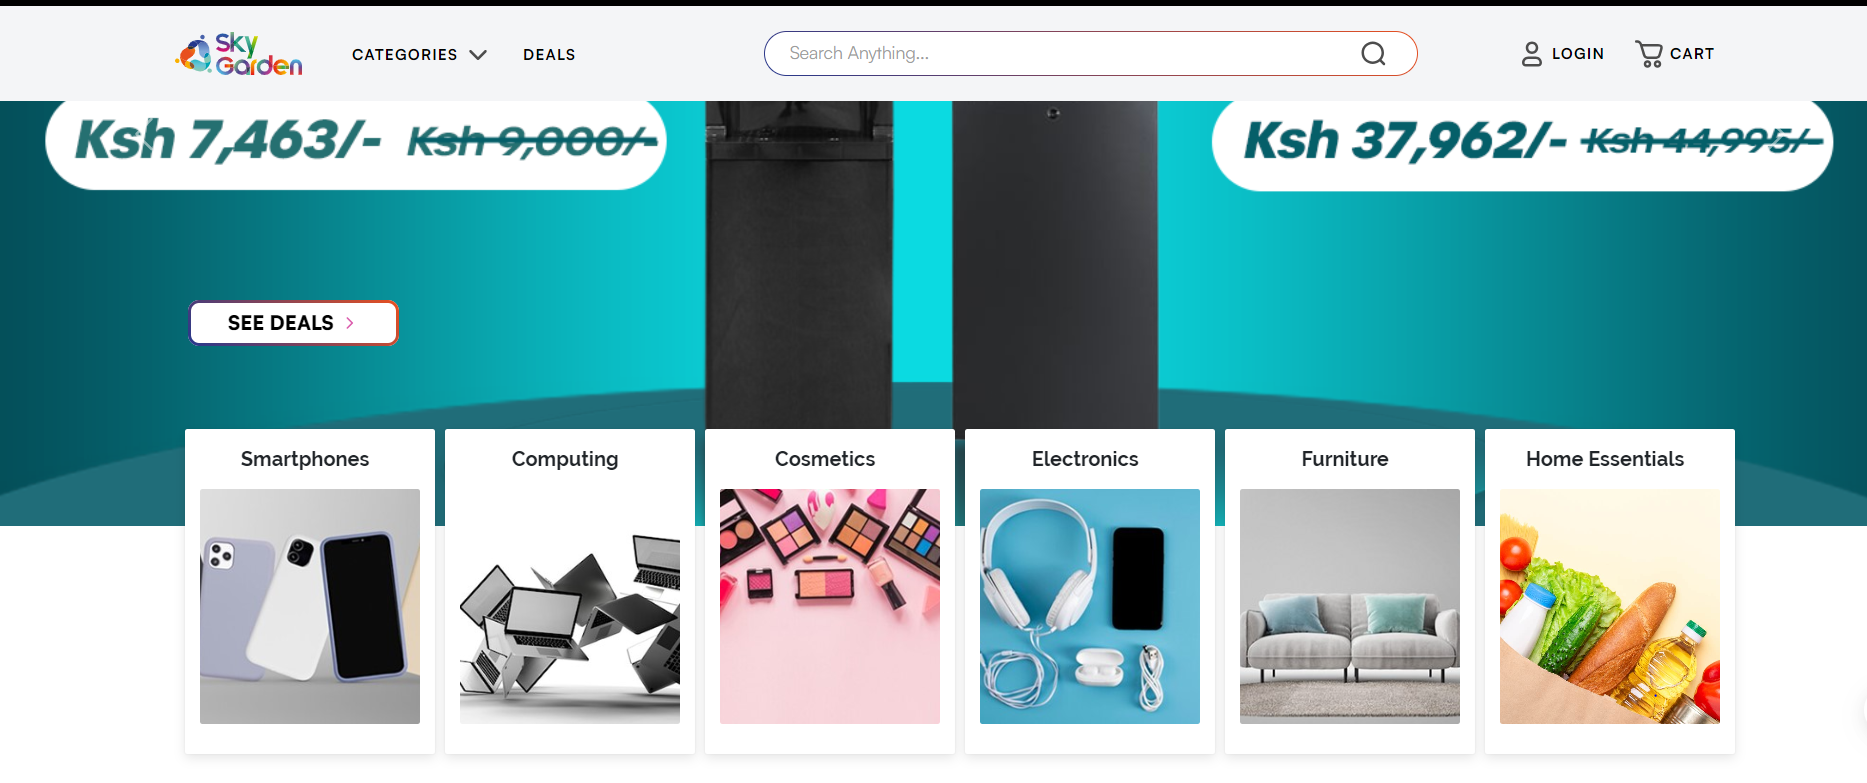 Sky
Garden
CATEGORIES
DEALS
Search Anything...
LOGIN
CART
Ksh 7,463/- Ksh 9,000/-
Ksh 37,962/- Ksh 44,995/-
SEE DEALS
Smartphones
Computing
Cosmetics
Electronics
Furniture
Home Essentials